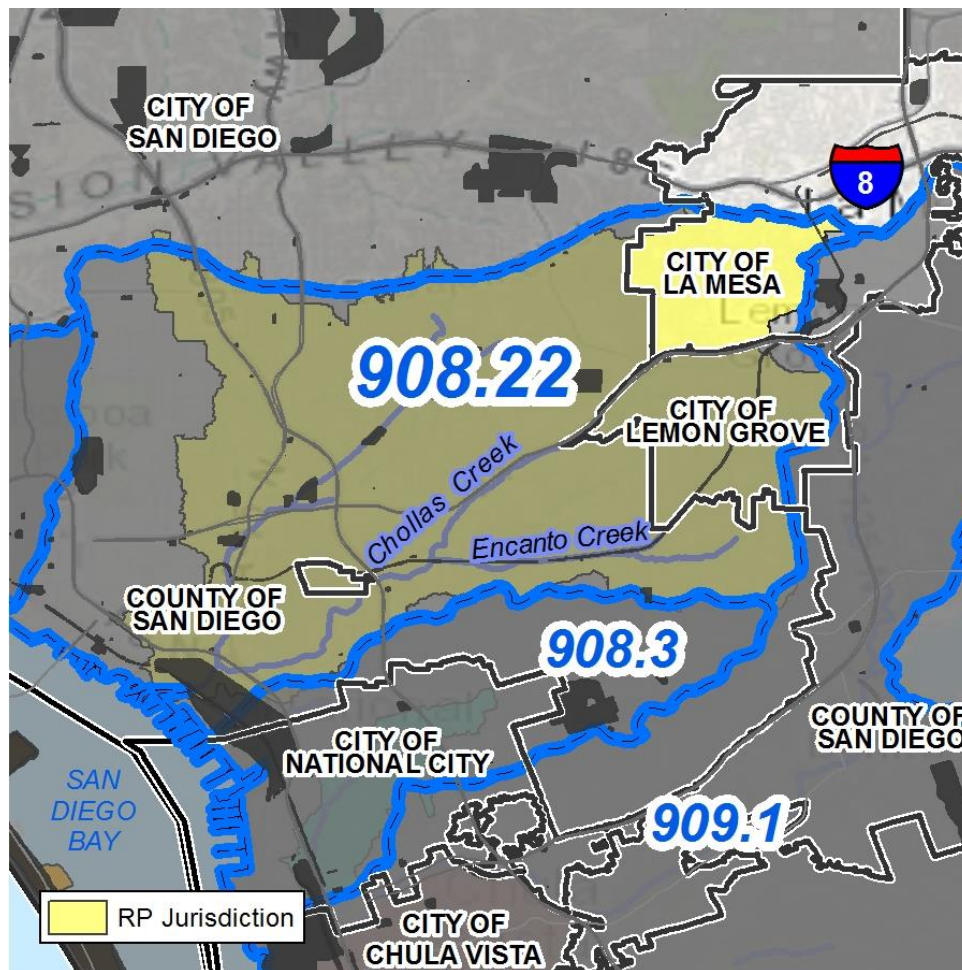 CITY OF
SAN DIEGO
SION VALLEY
8
CITY OF
LA MESA
908.22
CITY OF
LEMON GROVE
Chollas Creek
Encanto Creek
COUNTY OF
SAN DIEGO
908.3
COUNTY OF
SAN DIEGO
CITY OF
NATIONAL CITY
SAN
DIEGO
BAY
909.1
RP Jurisdiction
CITY OF
CHULA VISTA